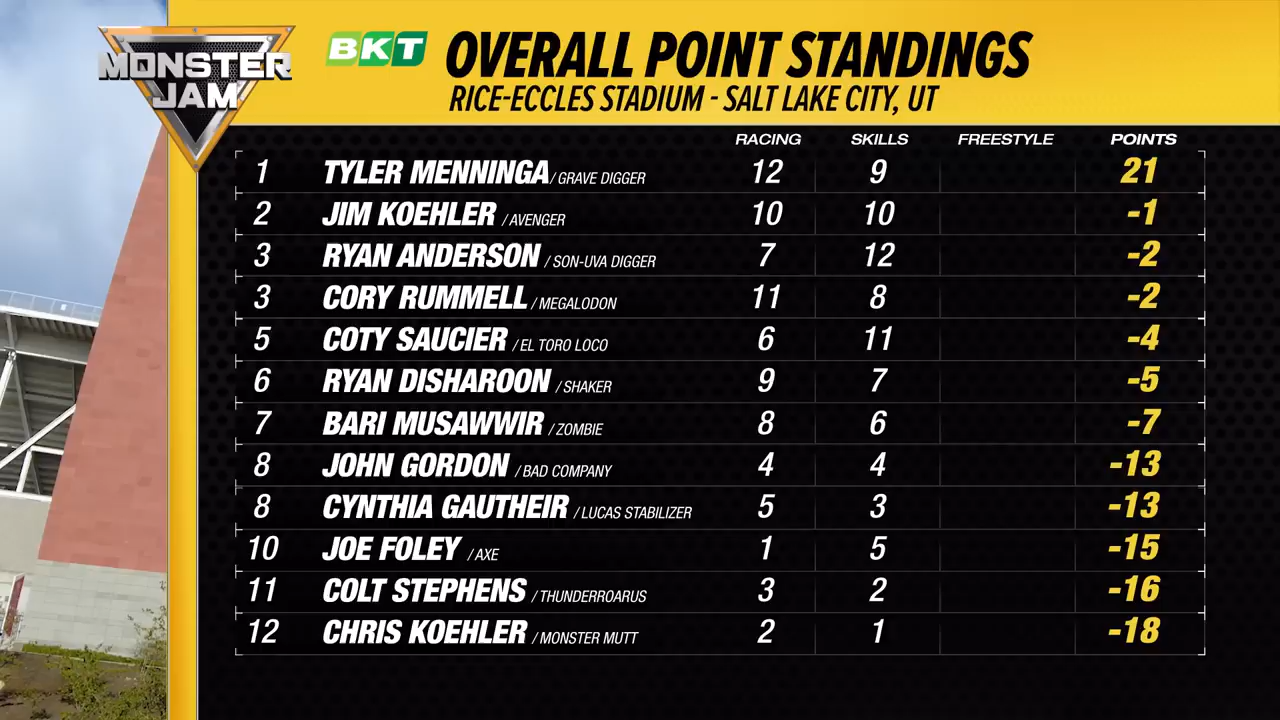 MONSTER JAM
BKT OVERALL POINT STANDINGS
RICE-ECCLES STADIUM - SALT LAKE CITY, UT
RACING SKILLS FREESTYLE POINTS
1 TYLER MENNINGA / GRAVE DIGGER 12 9 21
2 JIM KOEHLER / AVENGER 10 10 -1
3 RYAN ANDERSON / SON-UVA DIGGER 7 12 -2
3 CORY RUMMELL / MEGALODON 11 8 -2
5 COTY SAUCIER / EL TORO LOCO 6 11 -4
6 RYAN DISHAROON / SHAKER 9 7 -5
7 BARI MUSAWWIR / ZOMBIE 8 6 -7
8 JOHN GORDON / BAD COMPANY 4 4 -13
8 CYNTHIA GAUTHEIR / LUCAS STABILIZER 5 3 -13
10 JOE FOLEY / AXE 1 5 -15
11 COLT STEPHENS / THUNDERROARUS 3 2 -16
12 CHRIS KOEHLER / MONSTER MUTT 2 1 -18